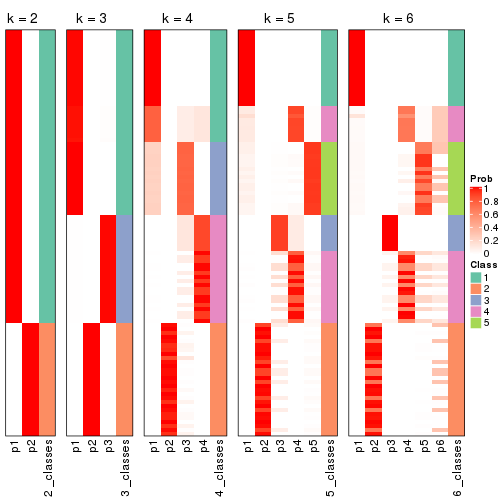 k = 2 k = 3 k = 4 k = 5 k = 6
Prob
1
0.8
0.6
0.4
0.2
0
Class
1
2
3
4
5
p1 p2 2_classes p1 p2 p3 3_classes p1 p2 p3 p4 4_classes p1 p2 p3 p4 p5 5_classes p1 p2 p3 p4 p5 p6 6_classes